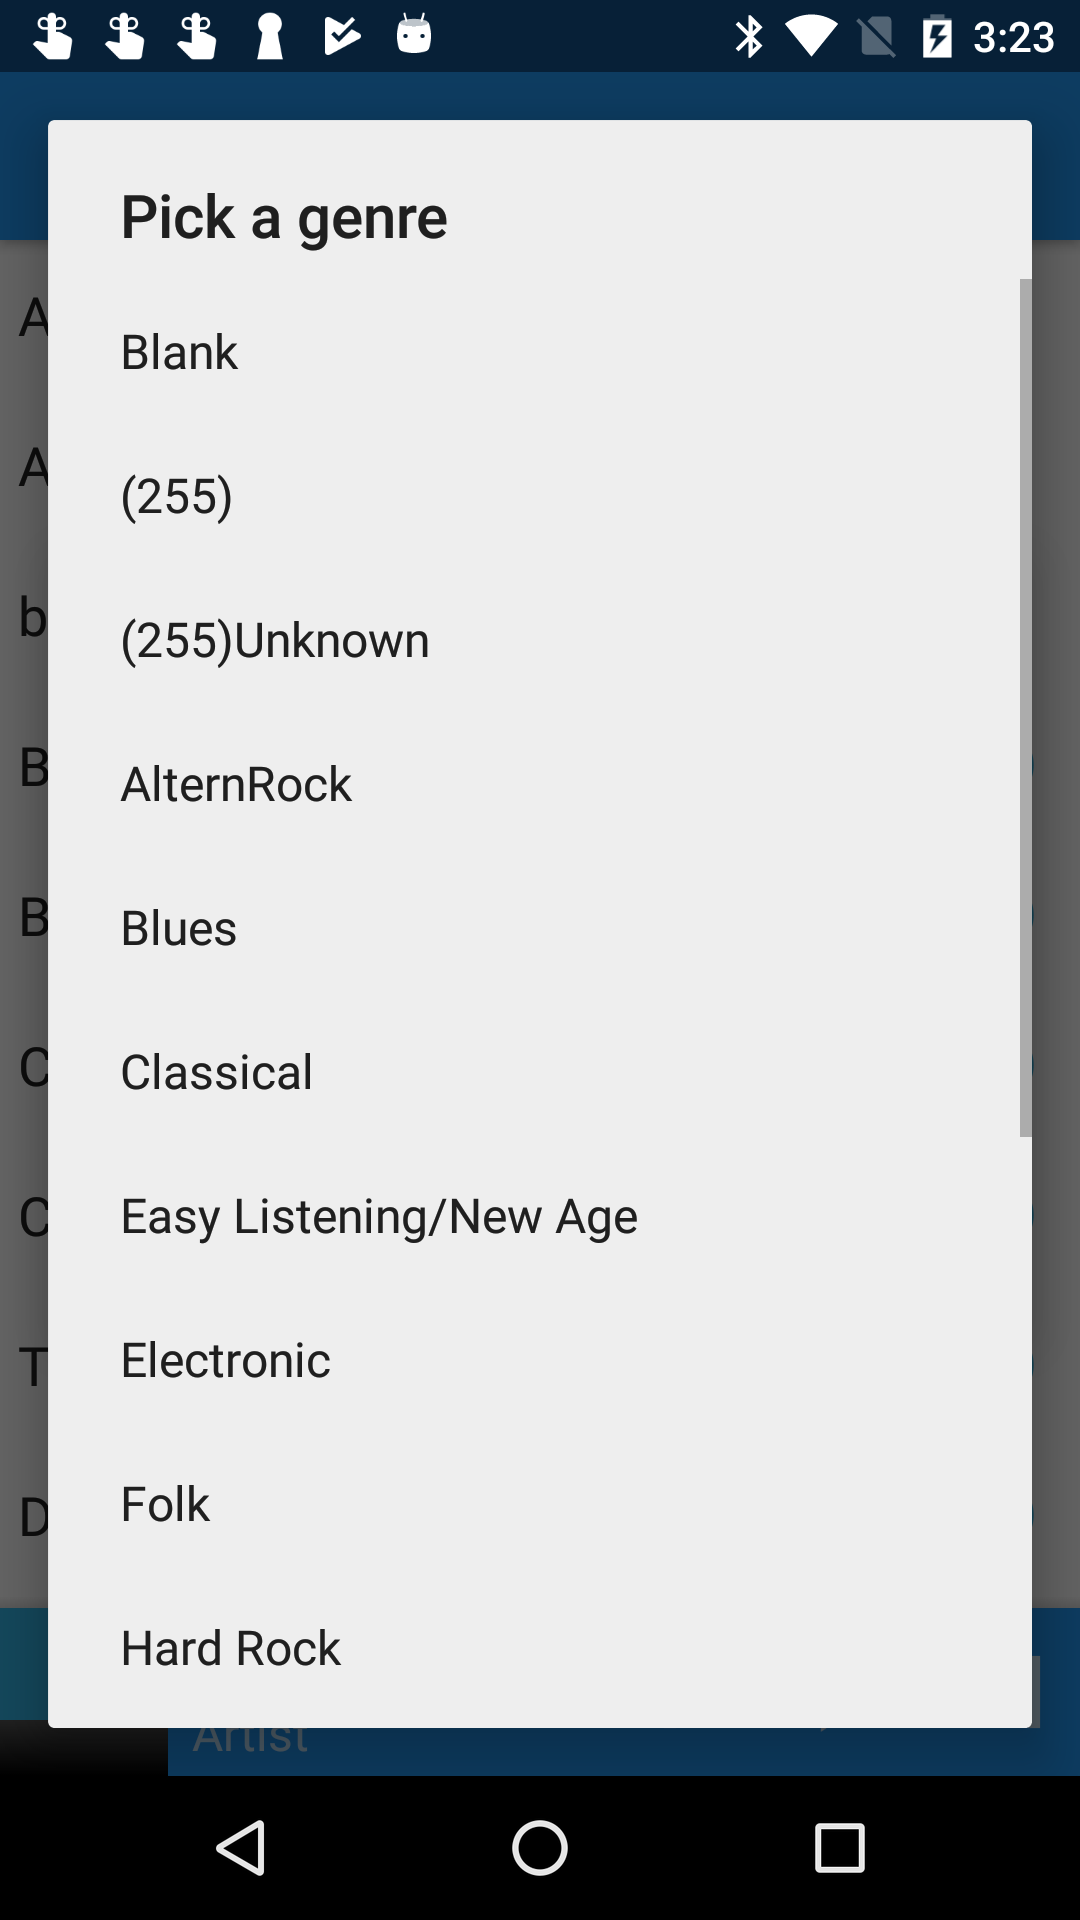 3:23
Pick a genre
Blank
(255)
(255)Unknown
AlternRock
Blues
Classical
Easy Listening/New Age
Electronic
Folk
Hard Rock
Artist